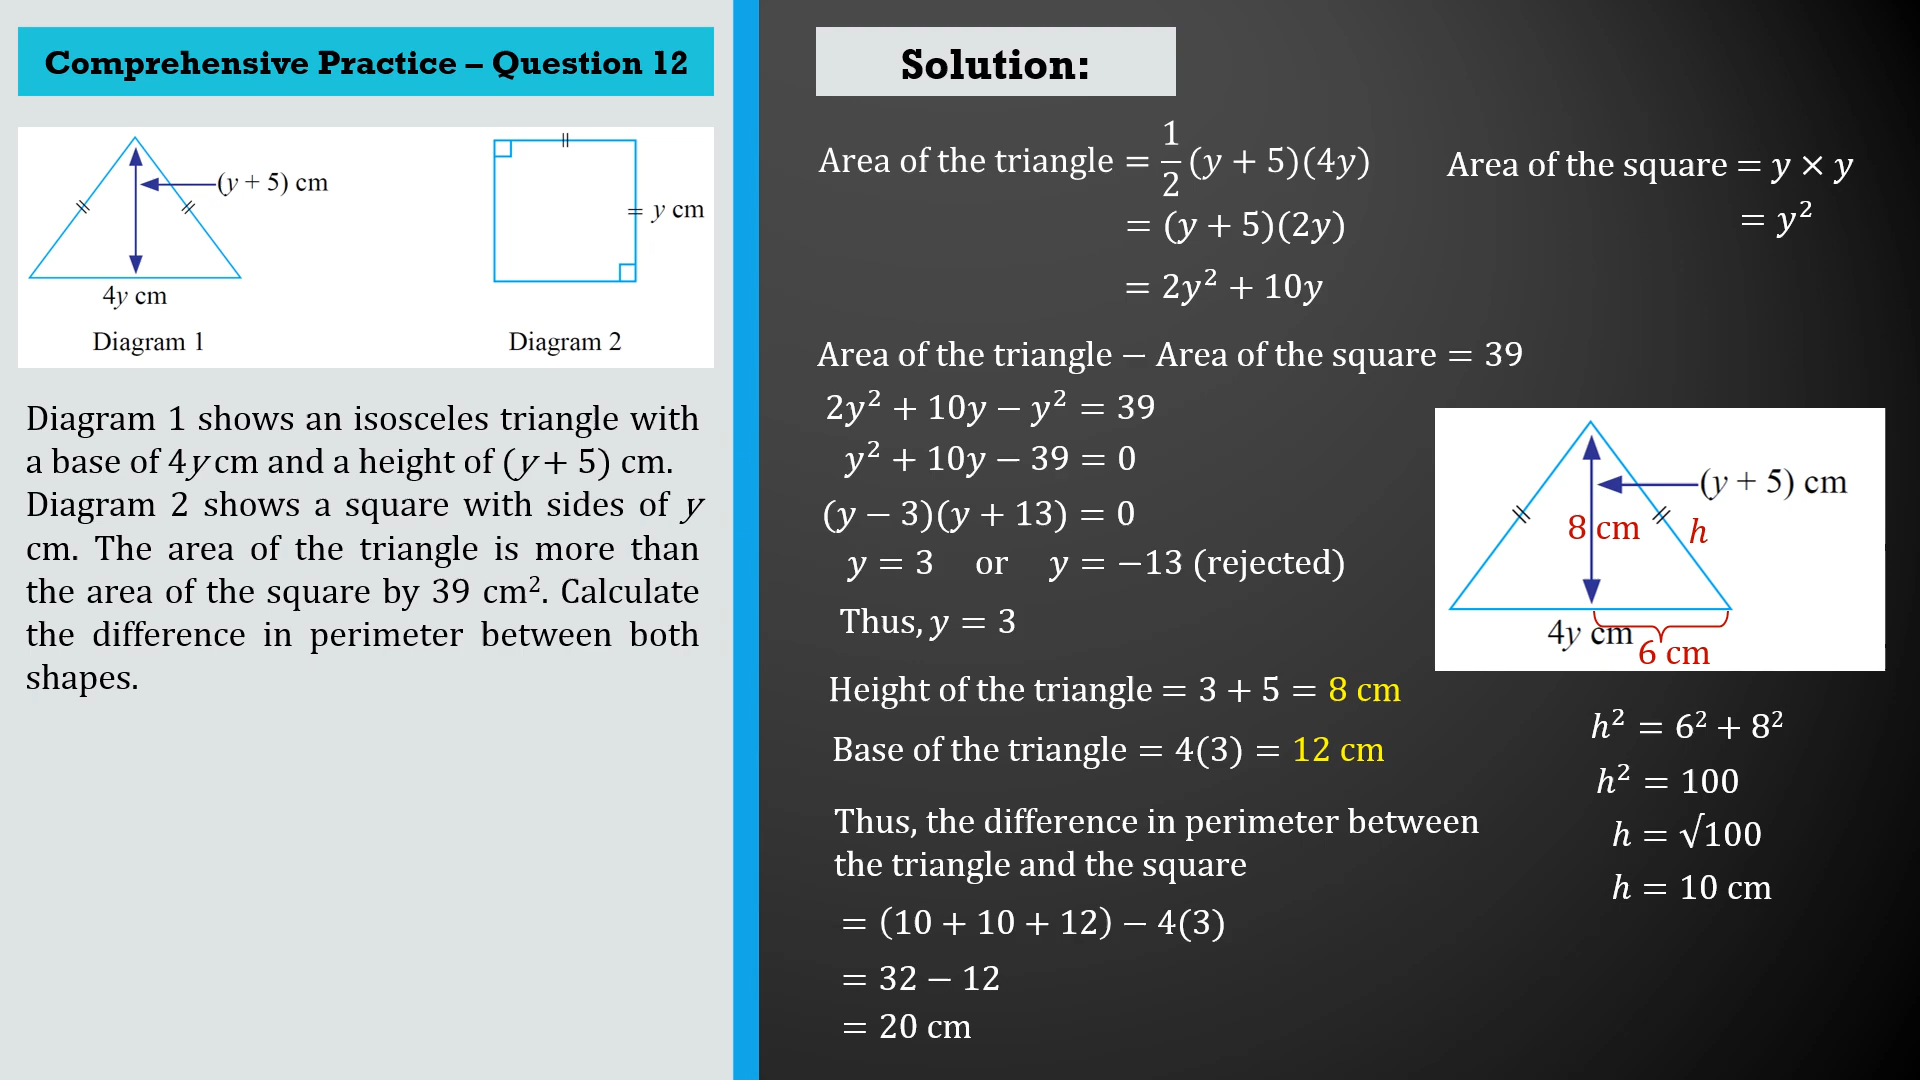 Comprehensive Practice – Question 12
(y + 5) cm
= y cm
4y cm
Diagram 1
Diagram 2
Diagram 1 shows an isosceles triangle with
a base of 4y cm and a height of (y + 5) cm.
Diagram 2 shows a square with sides of y
cm. The area of the triangle is more than
the area of the square by 39 cm². Calculate
the difference in perimeter between both
shapes.
Solution:
Area of the triangle = 1/2 (y + 5)(4y)
= (y + 5)(2y)
= 2y² + 10y
Area of the square = y × y
= y²
Area of the triangle − Area of the square = 39
2y² + 10y − y² = 39
y² + 10y − 39 = 0
(y − 3)(y + 13) = 0
y = 3 or y = −13 (rejected)
Thus, y = 3
Height of the triangle = 3 + 5 = 8 cm
Base of the triangle = 4(3) = 12 cm
Thus, the difference in perimeter between
the triangle and the square
= (10 + 10 + 12) − 4(3)
= 32 − 12
= 20 cm
(y + 5) cm
8 cm
h
4y cm
6 cm
h² = 6² + 8²
h² = 100
h = √100
h = 10 cm